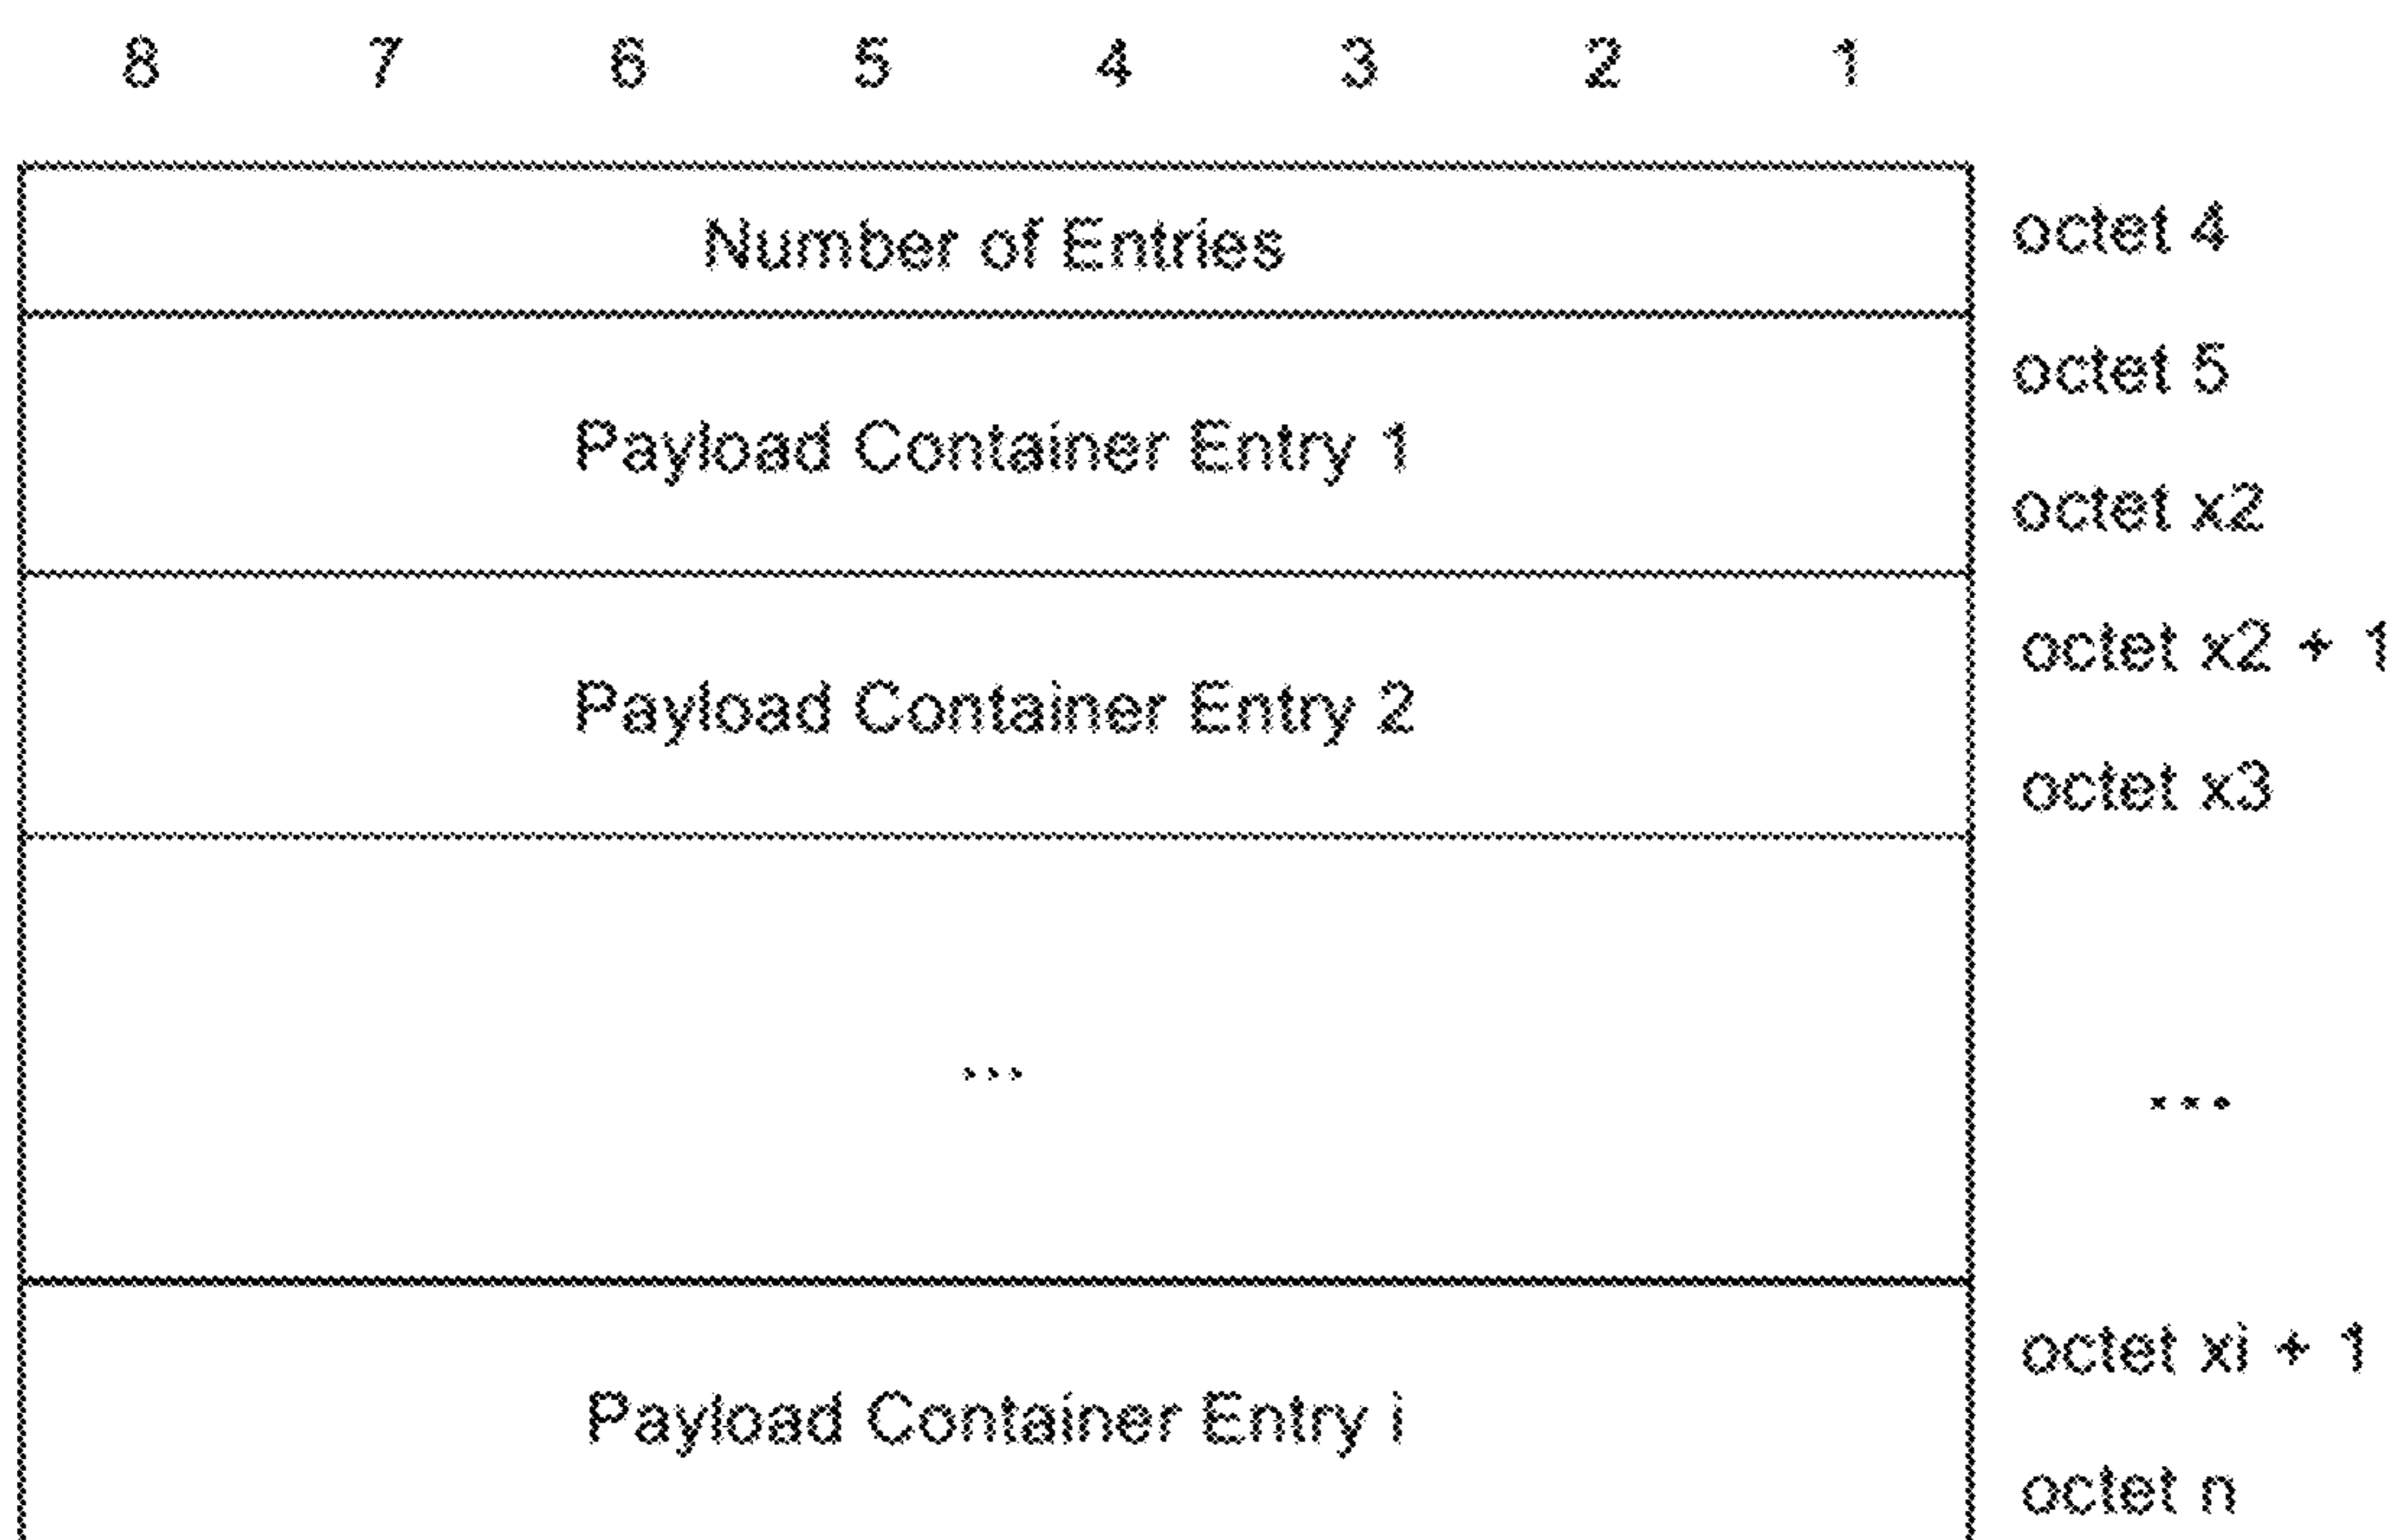 8 7 6 5 4 3 2 1
Number of Entries octet 4
octet 5
Payload Container Entry 1
octet x2
octet x2 + 1
Payload Container Entry 2
octet x3
...
...
octet xi + 1
Payload Container Entry i
octet n